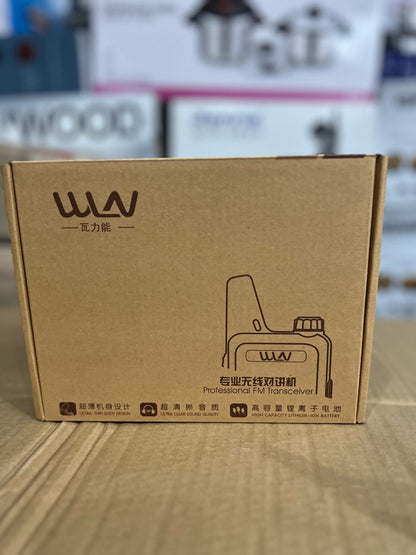 WOOD
WLN
瓦力能
WLN
专业无线对讲机
Professional FM Transceiver
超薄机身设计
ULTRA-THIN BODY DESIGN
超清晰音质
ULTRA CLEAR SOUND QUALITY
高容量锂离子电池
HIGH CAPACITY LITHIUM-ION BATTERY